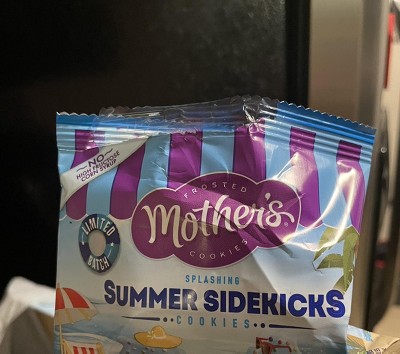 NO
HIGH FRUCTOSE
CORN SYRUP
FROSTED
Mother's®
COOKIES
LIMITED
BATCH
SPLASHING
SUMMER SIDEKICKS
•COOKIES•